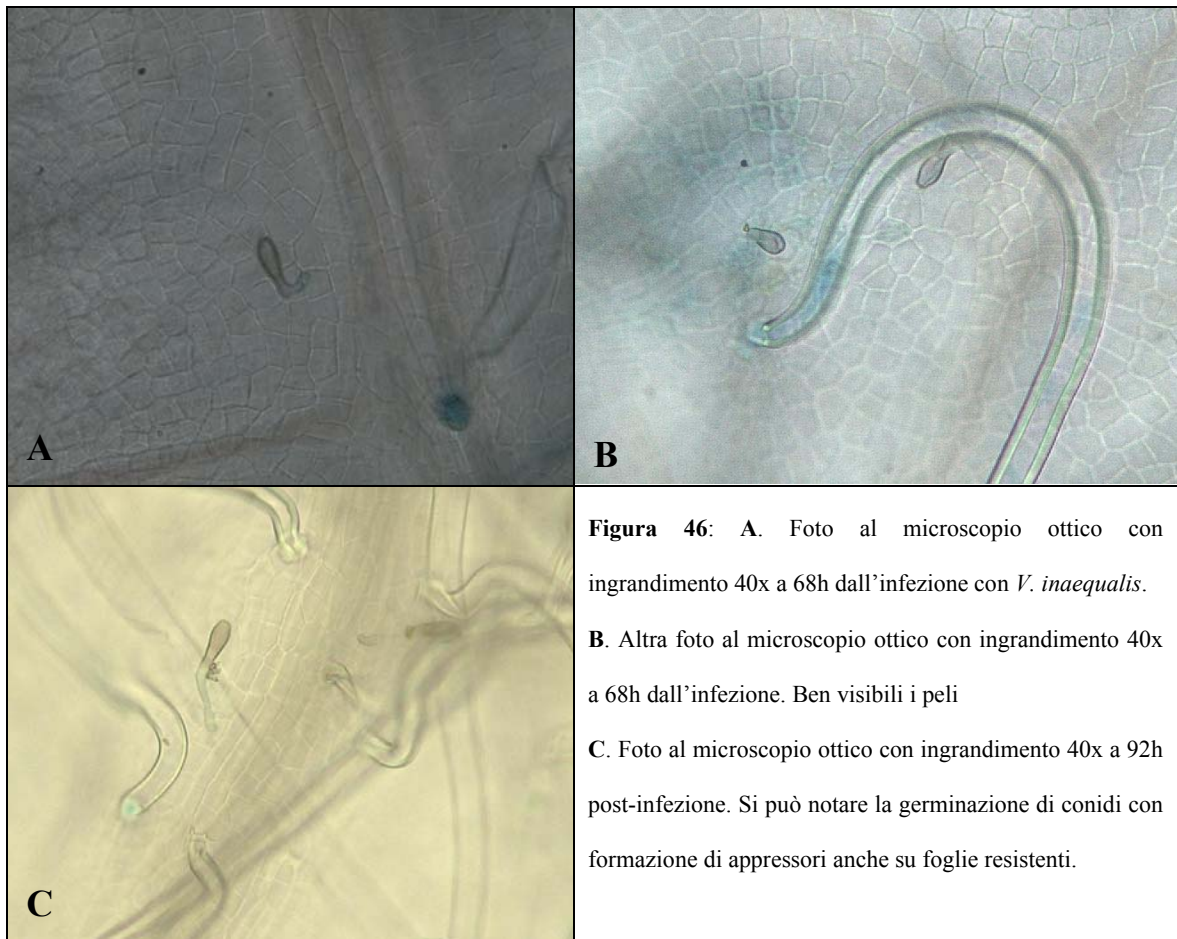 A
B
C
Figura 46: A. Foto al microscopio ottico con
ingrandimento 40x a 68h dall’infezione con V. inaequalis.
B. Altra foto al microscopio ottico con ingrandimento 40x
a 68h dall’infezione. Ben visibili i peli
C. Foto al microscopio ottico con ingrandimento 40x a 92h
post-infezione. Si può notare la germinazione di conidi con
formazione di appressori anche su foglie resistenti.